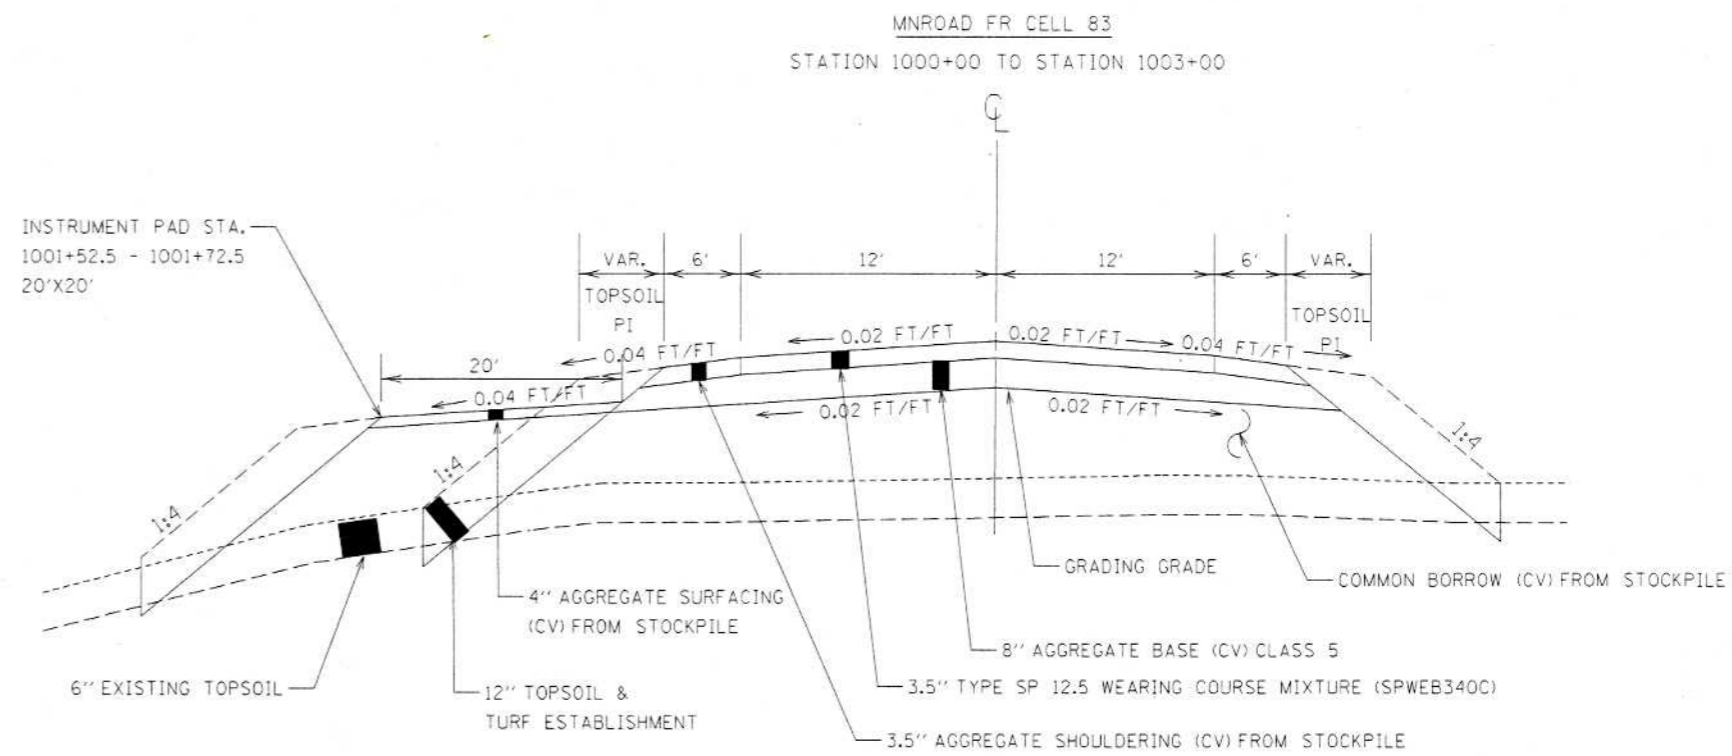 MNROAD FR CELL 83
STATION 1000+00 TO STATION 1003+00
CL
INSTRUMENT PAD STA.
1001+52.5 - 1001+72.5
20'X20'
VAR.
6'
12'
12'
6'
VAR.
TOPSOIL
PI
TOPSOIL
PI
0.04 FT/FT
0.02 FT/FT
0.02 FT/FT
0.04 FT/FT
20'
0.04 FT/FT
0.02 FT/FT
0.02 FT/FT
1:4
1:4
1:4
GRADING GRADE
COMMON BORROW (CV) FROM STOCKPILE
4'' AGGREGATE SURFACING
(CV) FROM STOCKPILE
8'' AGGREGATE BASE (CV) CLASS 5
6'' EXISTING TOPSOIL
12'' TOPSOIL &
TURF ESTABLISHMENT
3.5'' TYPE SP 12.5 WEARING COURSE MIXTURE (SPWEB340C)
3.5'' AGGREGATE SHOULDERING (CV) FROM STOCKPILE